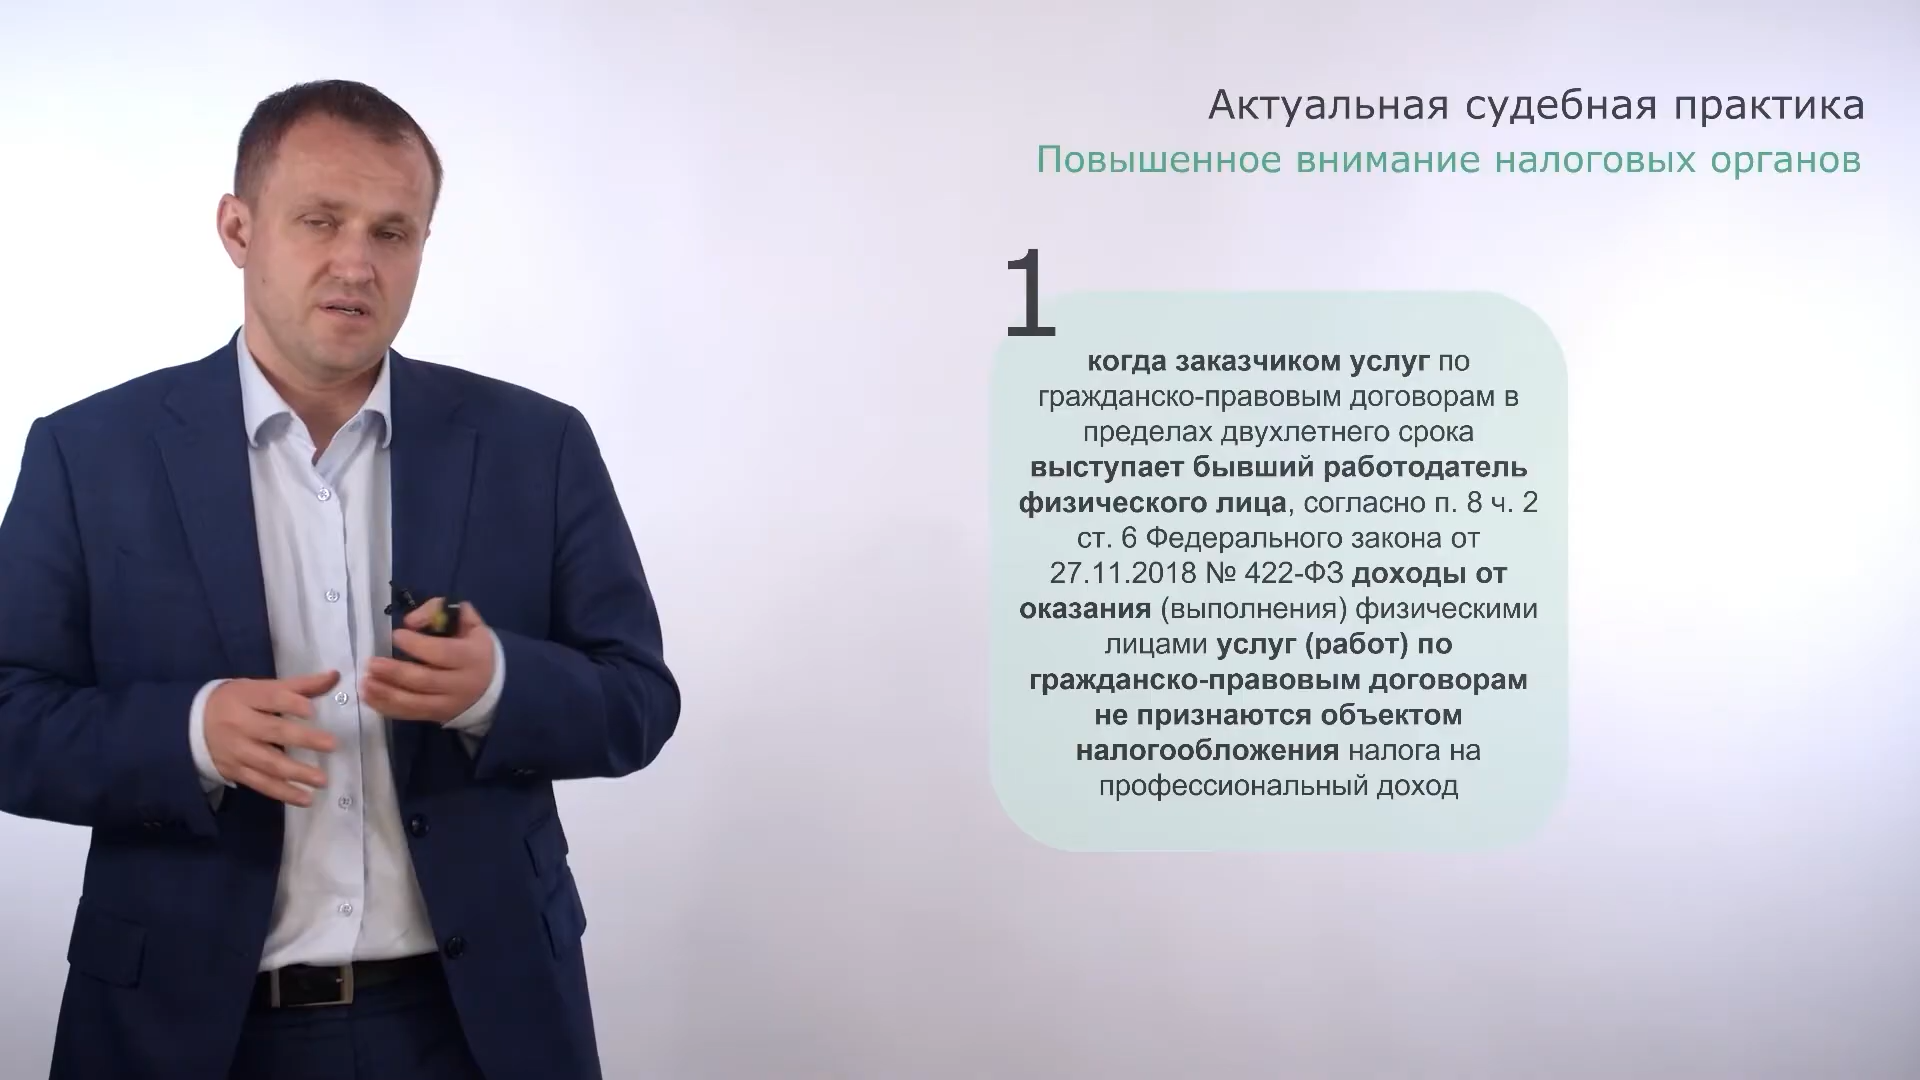 Актуальная судебная практика
Повышенное внимание налоговых органов
1
когда заказчиком услуг по
гражданско-правовым договорам в
пределах двухлетнего срока
выступает бывший работодатель
физического лица, согласно п. 8 ч. 2
ст. 6 Федерального закона от
27.11.2018 № 422-ФЗ доходы от
оказания (выполнения) физическими
лицами услуг (работ) по
гражданско-правовым договорам
не признаются объектом
налогообложения налога на
профессиональный доход